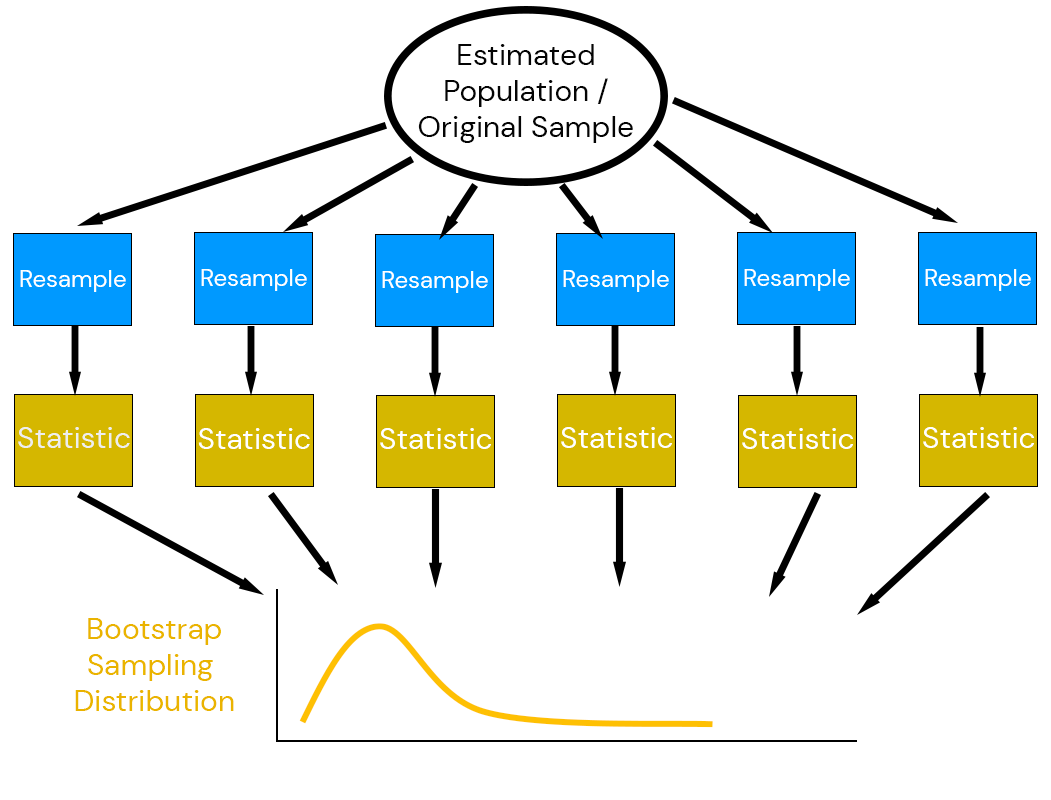 Estimated
Population /
Original Sample
Resample Resample Resample Resample Resample Resample
Statistic Statistic Statistic Statistic Statistic Statistic
Bootstrap
Sampling
Distribution